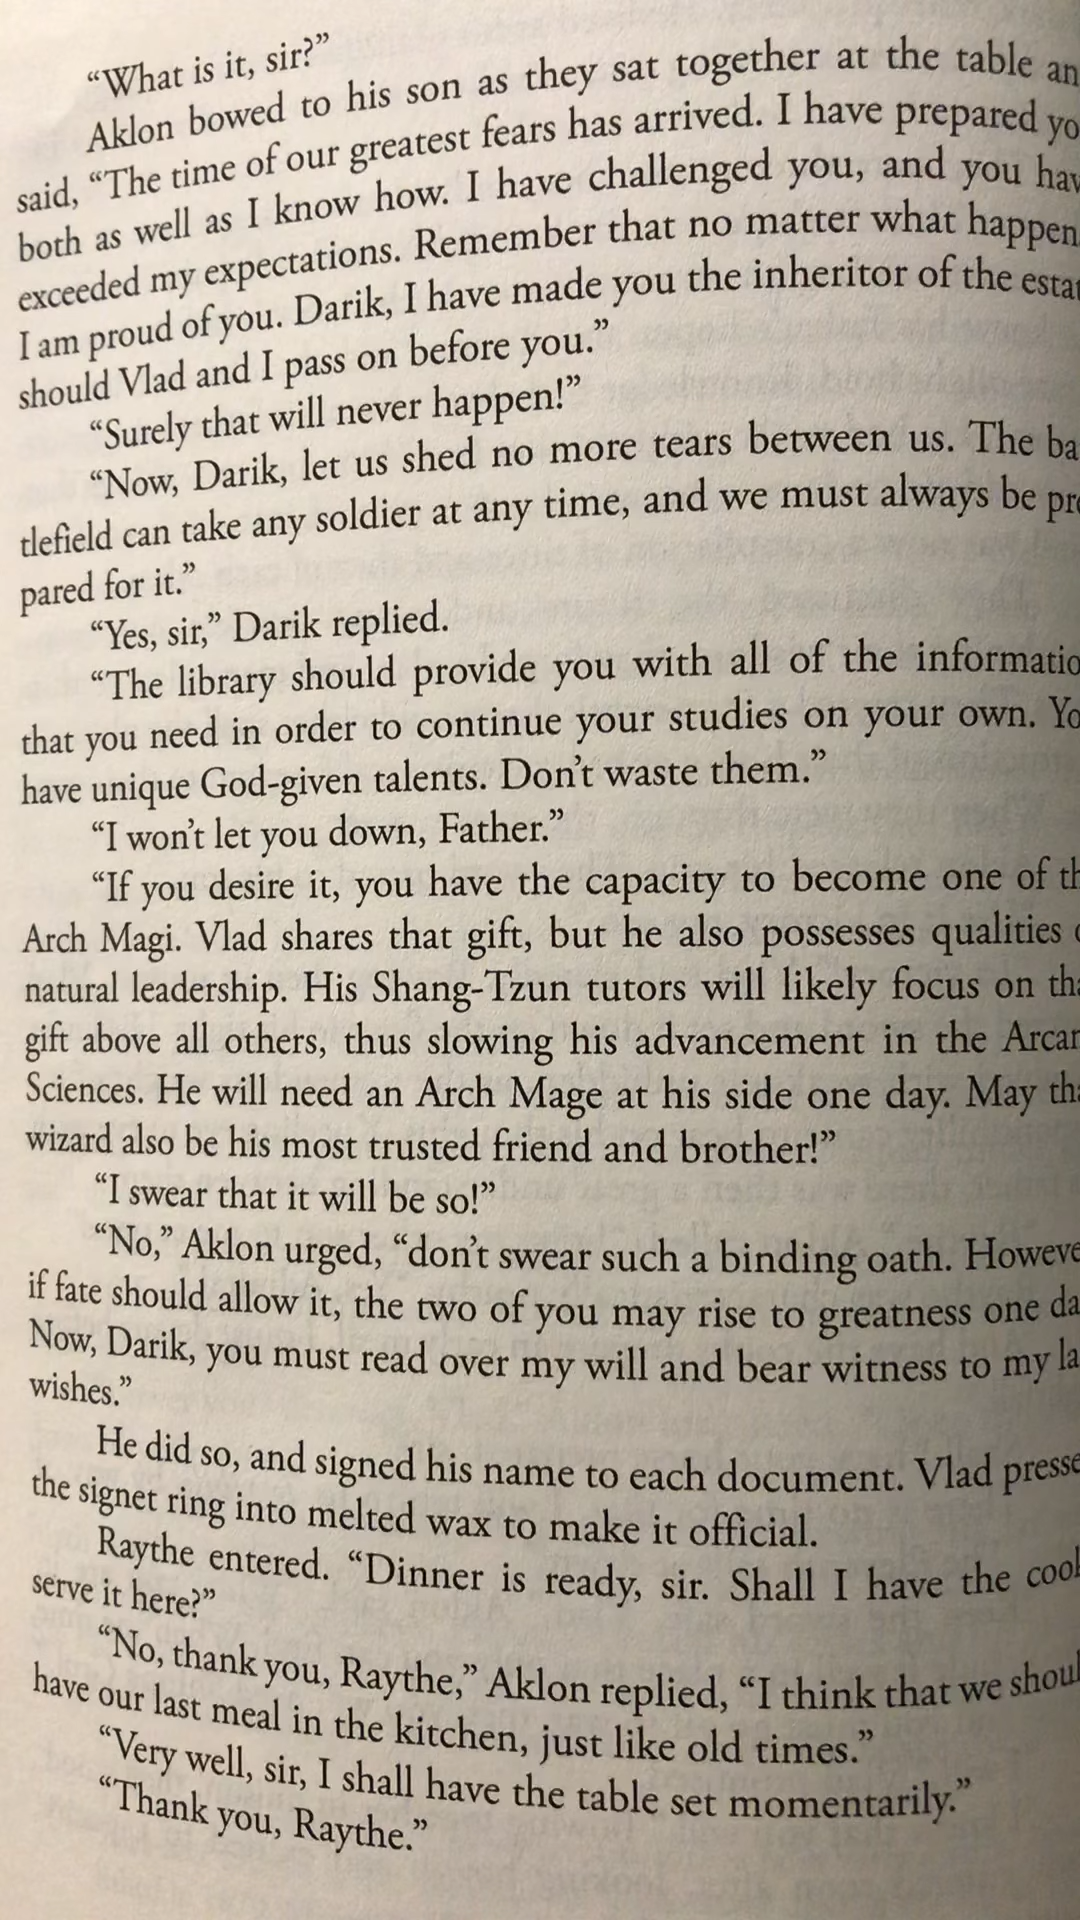 “What is it, sir?”
Aklon bowed to his son as they sat together at the table an
said, “The time of our greatest fears has arrived. I have prepared yo
both as well as I know how. I have challenged you, and you hav
exceeded my expectations. Remember that no matter what happen
I am proud of you. Darik, I have made you the inheritor of the estat
should Vlad and I pass on before you.”
“Surely that will never happen!”
“Now, Darik, let us shed no more tears between us. The ba
tlefield can take any soldier at any time, and we must always be pre
pared for it.”
“Yes, sir,” Darik replied.
“The library should provide you with all of the informatio
that you need in order to continue your studies on your own. Yo
have unique God-given talents. Don’t waste them.”
“I won’t let you down, Father.”
“If you desire it, you have the capacity to become one of th
Arch Magi. Vlad shares that gift, but he also possesses qualities
natural leadership. His Shang-Tzun tutors will likely focus on tha
gift above all others, thus slowing his advancement in the Arcan
Sciences. He will need an Arch Mage at his side one day. May tha
wizard also be his most trusted friend and brother!”
“I swear that it will be so!”
“No,” Aklon urged, “don’t swear such a binding oath. Howeve
if fate should allow it, the two of you may rise to greatness one da
Now, Darik, you must read over my will and bear witness to my la
wishes.”
He did so, and signed his name to each document. Vlad presse
the signet ring into melted wax to make it official.
Raythe entered. “Dinner is ready, sir. Shall I have the cook
serve it here?”
“No, thank you, Raythe,” Aklon replied, “I think that we shoul
have our last meal in the kitchen, just like old times.”
“Very well, sir, I shall have the table set momentarily.”
“Thank you, Raythe.”